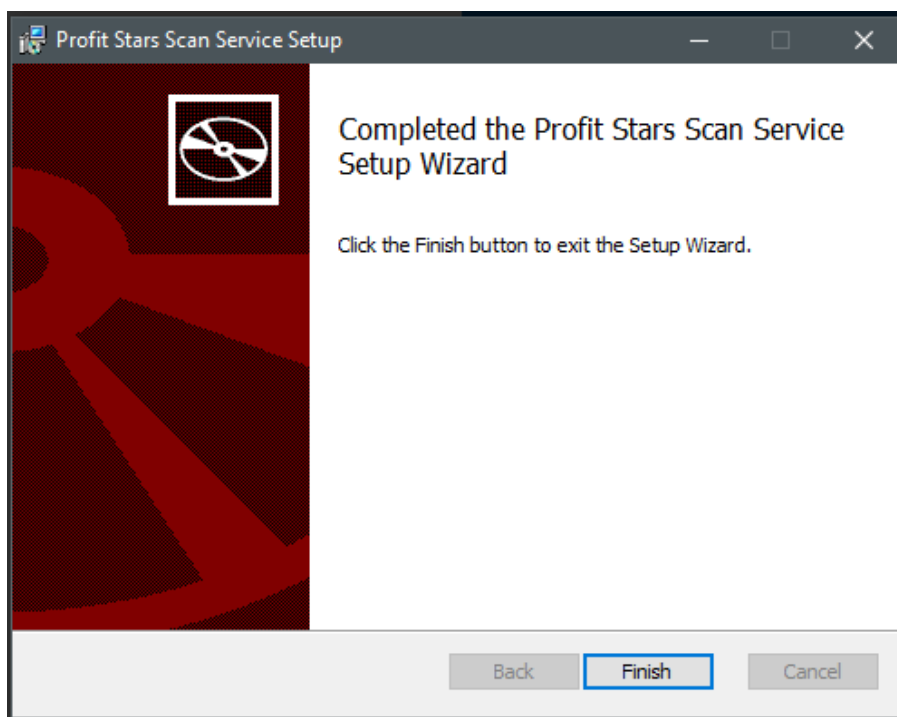 Profit Stars Scan Service Setup
Completed the Profit Stars Scan Service
Setup Wizard
Click the Finish button to exit the Setup Wizard.
Back
Finish
Cancel